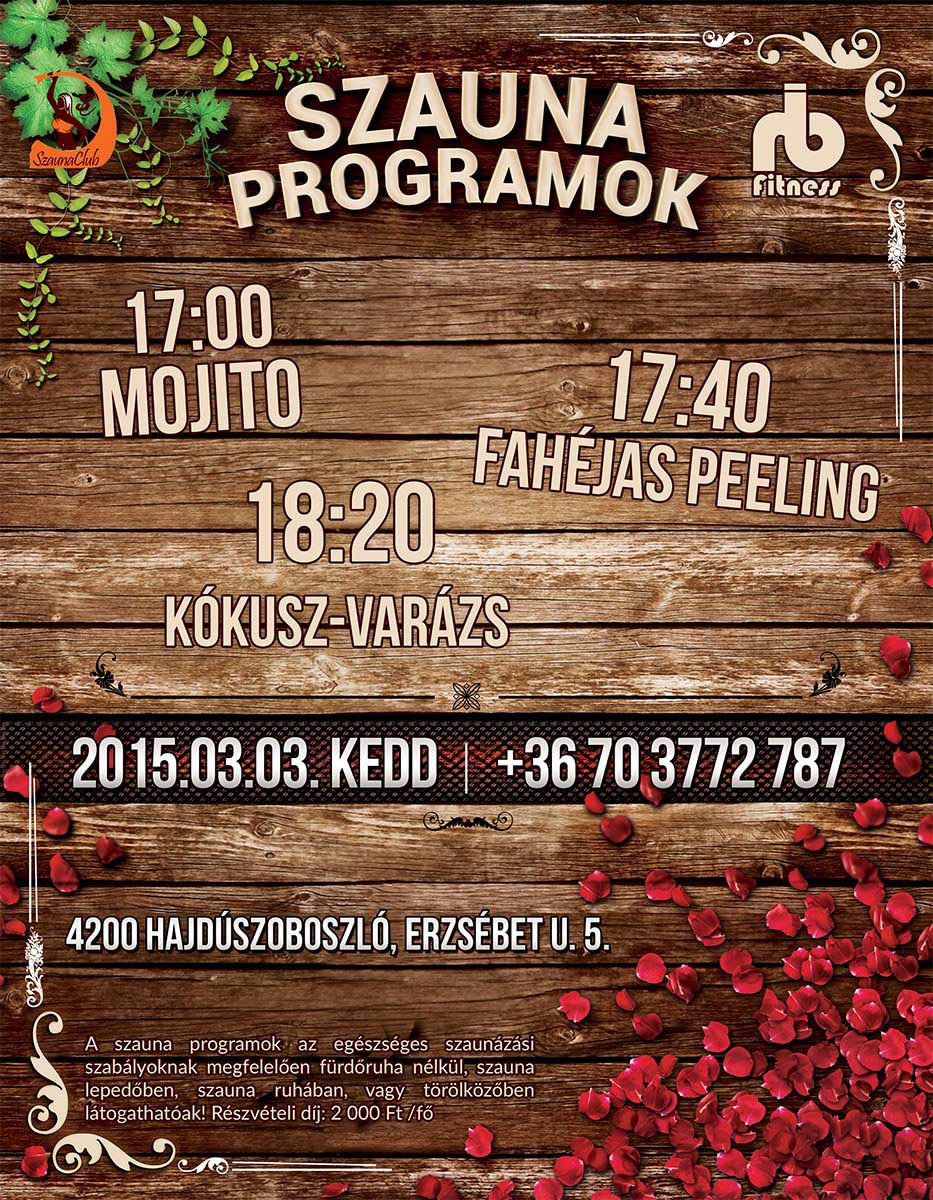 SZAUNA
PROGRAMOK
SzaunaClub
Fitness
17:00
MOJITO
17:40
FAHÉJAS PEELING
18:20
KÓKUSZ-VARÁZS
2015.03.03. KEDD | +36 70 3772 787
4200 HAJDÚSZOBOSZLÓ, ERZSÉBET U. 5.
A szauna programok az egészséges szaunázási
szabályoknak megfelelően fürdőruha nélkül, szauna
lepedőben, szauna ruhában, vagy törölközőben
látogathatóak! Részvételi díj: 2 000 Ft /fő